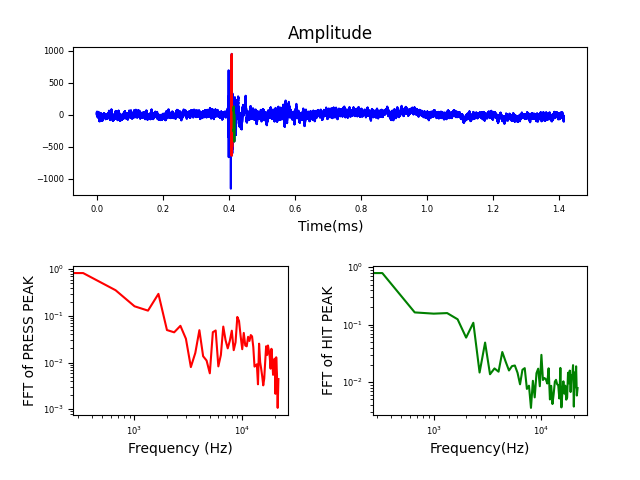 Amplitude
1000
500
0
−500
−1000
0.0 0.2 0.4 0.6 0.8 1.0 1.2 1.4
Time(ms)
FFT of PRESS PEAK
10⁰
10⁻¹
10⁻²
10⁻³
10³ 10⁴
Frequency (Hz)
FFT of HIT PEAK
10⁰
10⁻¹
10⁻²
10³ 10⁴
Frequency(Hz)